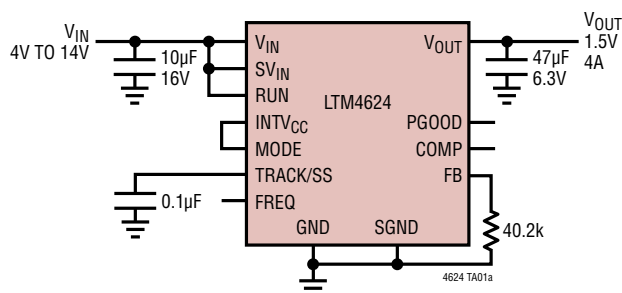 VIN
4V TO 14V
10µF
16V
VIN
SVIN
RUN
INTVCC
MODE
TRACK/SS
FREQ
0.1µF
LTM4624
GND
SGND
VOUT
PGOOD
COMP
FB
VOUT
1.5V
4A
47µF
6.3V
40.2k
4624 TA01a